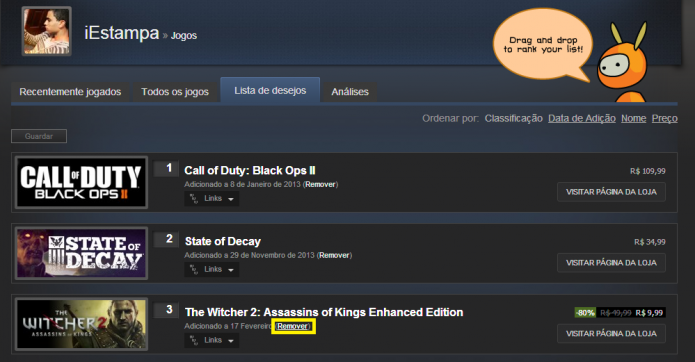 iEstampa » Jogos
Drag and drop
to rank your list!
Recentemente jogados Todos os jogos Lista de desejos Análises
Ordenar por: Classificação Data de Adição Nome Preço
Guardar
CALL OF DUTY
BLACK OPS II
1 Call of Duty: Black Ops II
Adicionado a 8 de Janeiro de 2013 (Remover)
Links
R$ 109,99
VISITAR PÁGINA DA LOJA
STATE OF
DECAY
2 State of Decay
Adicionado a 29 de Novembro de 2013 (Remover)
Links
R$ 34,99
VISITAR PÁGINA DA LOJA
THE
WITCHER 2
ASSASSINS OF KINGS
3 The Witcher 2: Assassins of Kings Enhanced Edition
Adicionado a 17 Fevereiro (Remover)
Links
-80% R$ 49,99 R$ 9,99
VISITAR PÁGINA DA LOJA